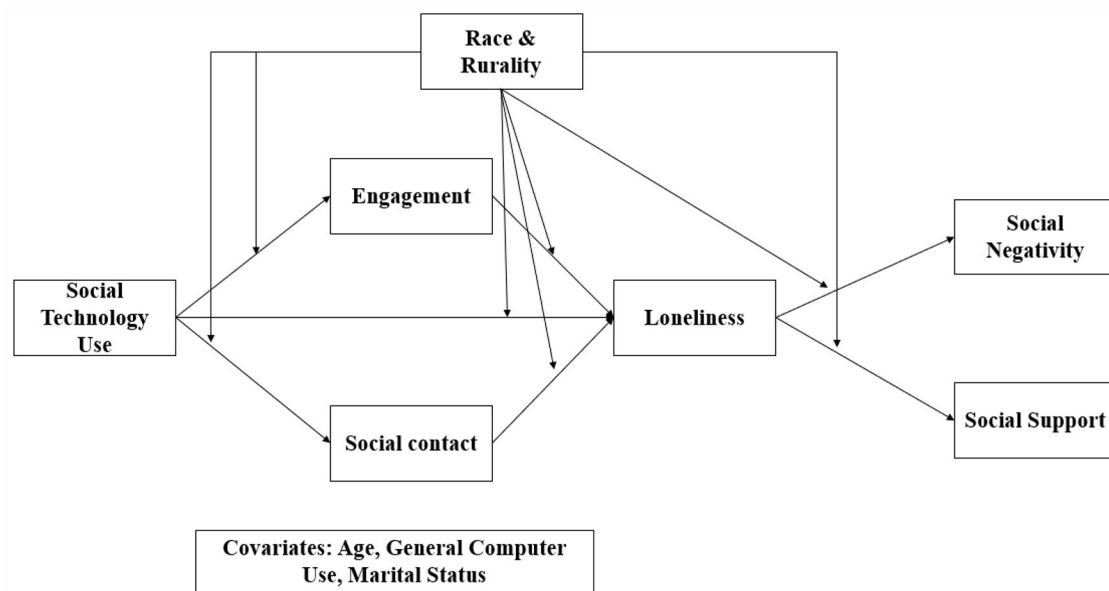 Race &
Rurality
Engagement
Social
Negativity
Social
Technology
Use
Loneliness
Social contact
Social Support
Covariates: Age, General Computer
Use, Marital Status